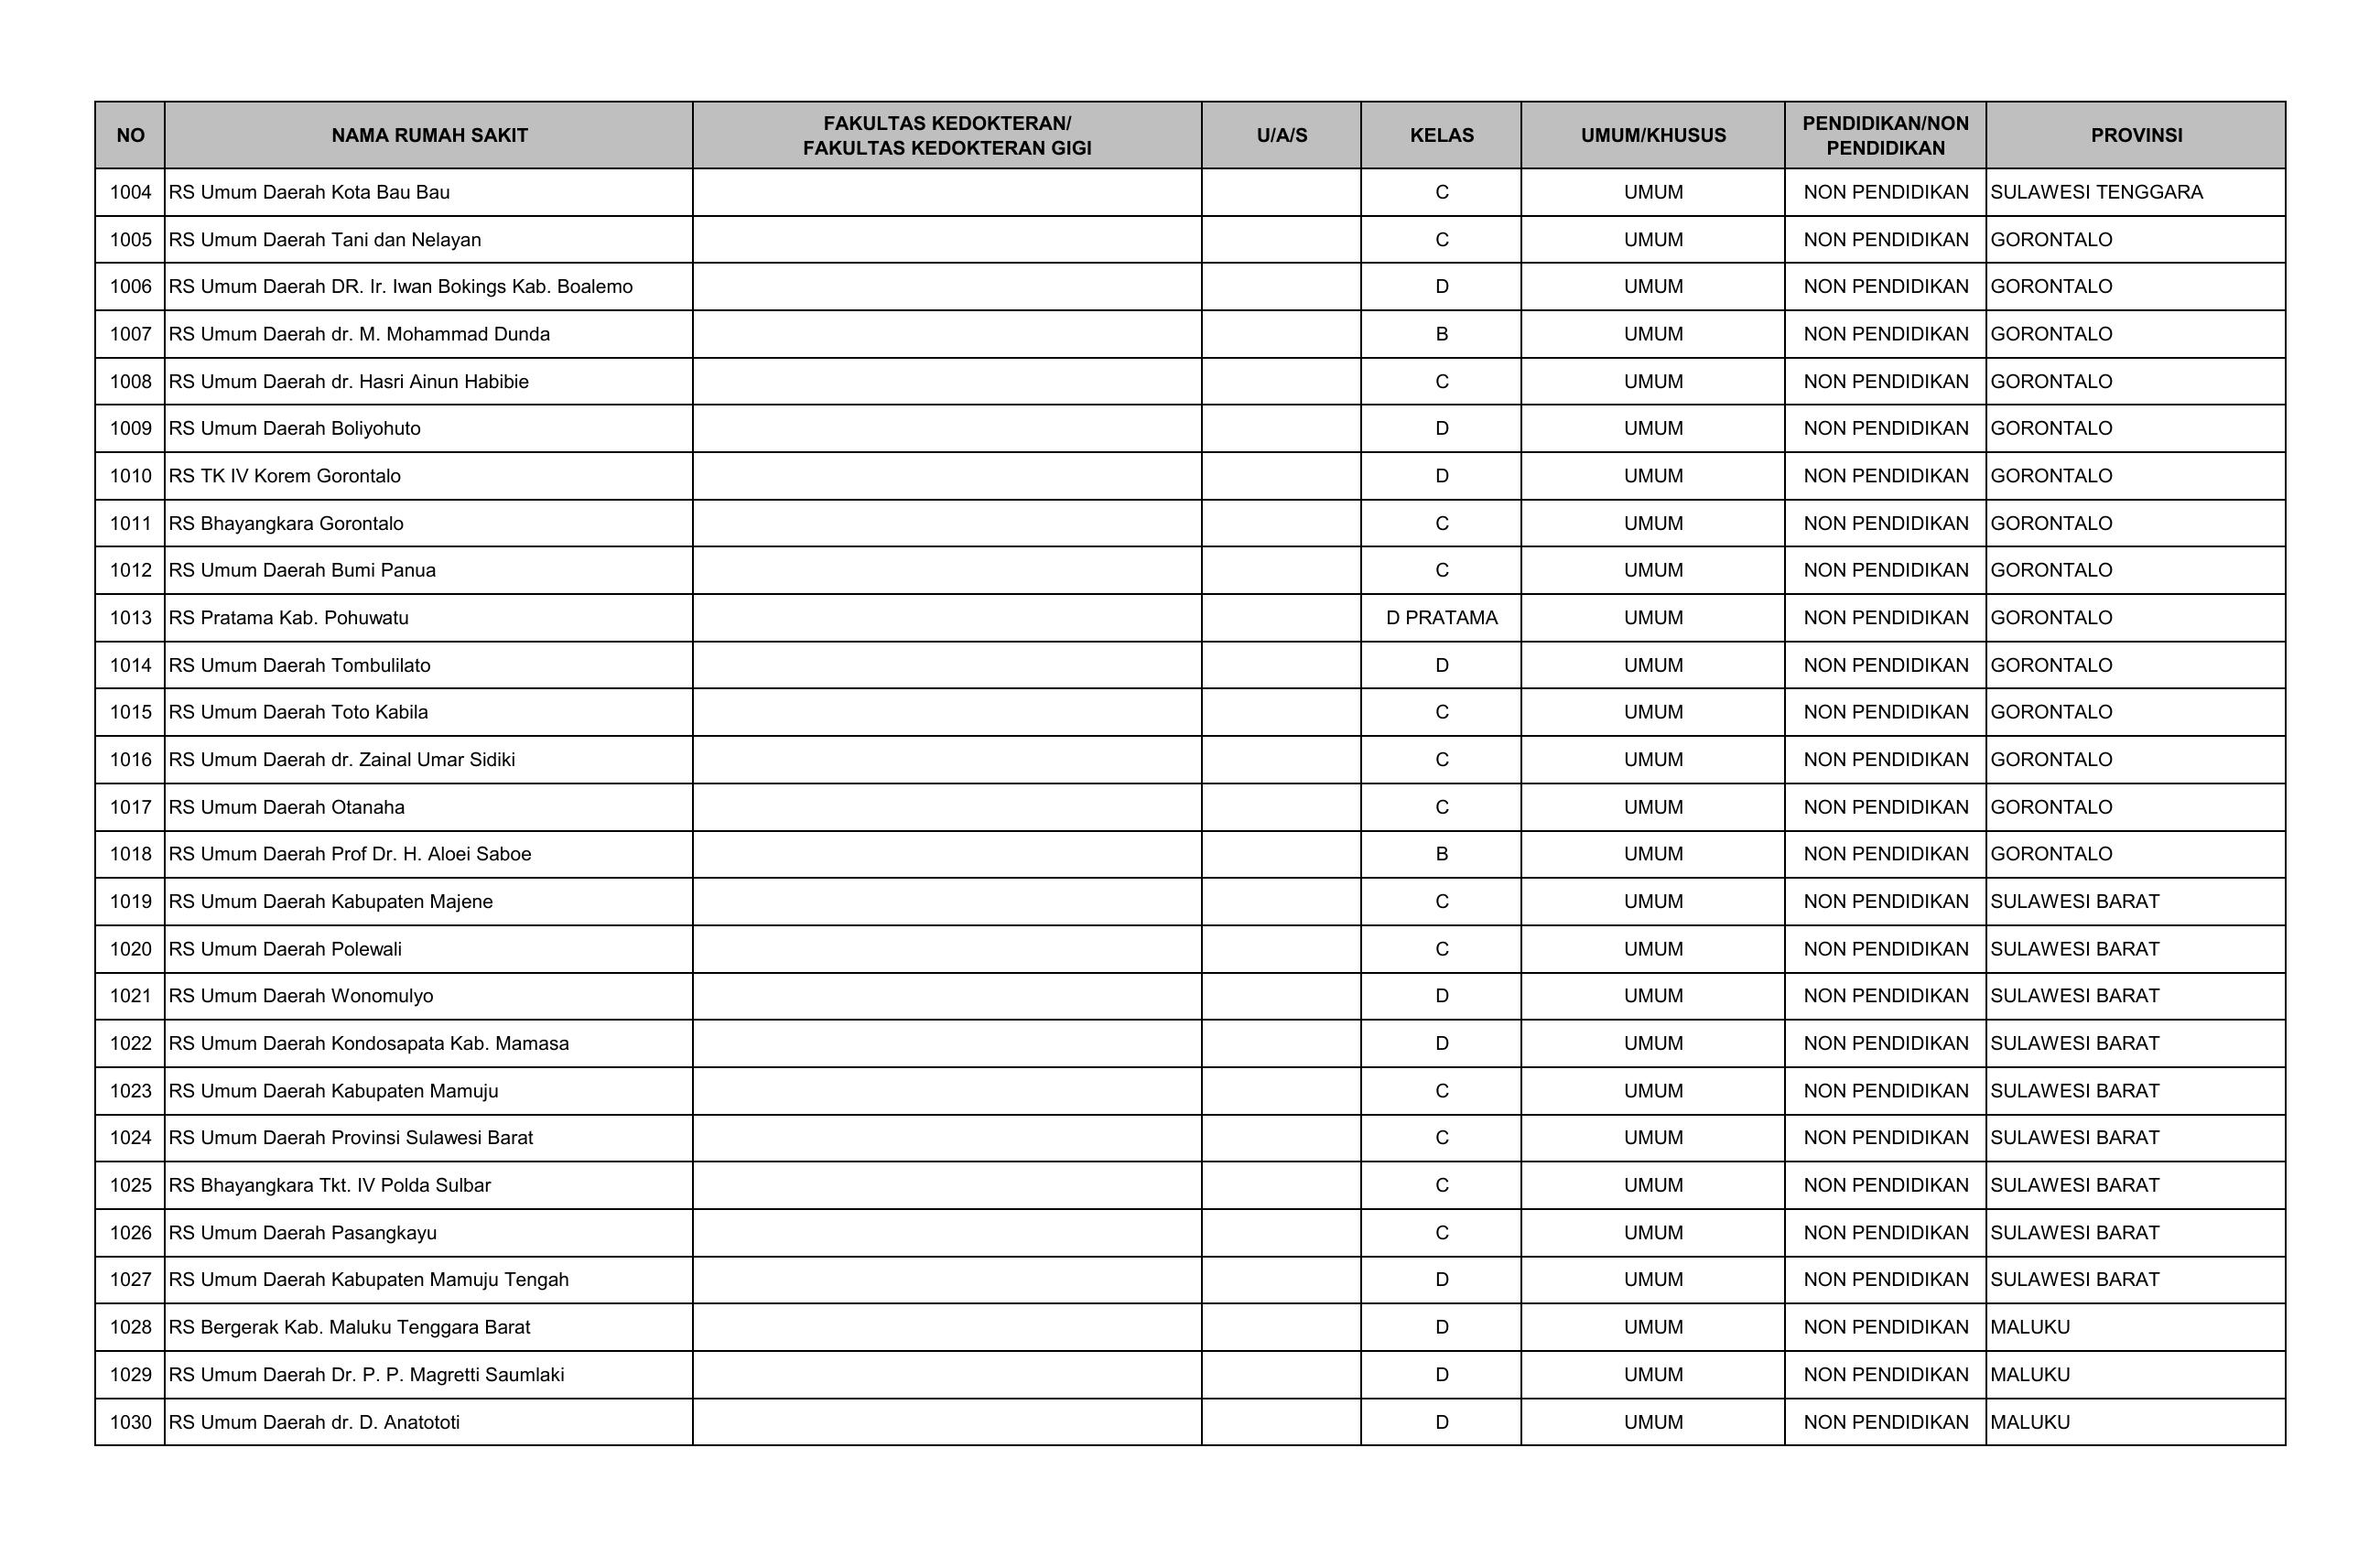 NO NAMA RUMAH SAKIT FAKULTAS KEDOKTERAN/ FAKULTAS KEDOKTERAN GIGI U/A/S KELAS UMUM/KHUSUS PENDIDIKAN/NON PENDIDIKAN PROVINSI
1004 RS Umum Daerah Kota Bau Bau C UMUM NON PENDIDIKAN SULAWESI TENGGARA
1005 RS Umum Daerah Tani dan Nelayan C UMUM NON PENDIDIKAN GORONTALO
1006 RS Umum Daerah DR. Ir. Iwan Bokings Kab. Boalemo D UMUM NON PENDIDIKAN GORONTALO
1007 RS Umum Daerah dr. M. Mohammad Dunda B UMUM NON PENDIDIKAN GORONTALO
1008 RS Umum Daerah dr. Hasri Ainun Habibie C UMUM NON PENDIDIKAN GORONTALO
1009 RS Umum Daerah Boliyohuto D UMUM NON PENDIDIKAN GORONTALO
1010 RS TK IV Korem Gorontalo D UMUM NON PENDIDIKAN GORONTALO
1011 RS Bhayangkara Gorontalo C UMUM NON PENDIDIKAN GORONTALO
1012 RS Umum Daerah Bumi Panua C UMUM NON PENDIDIKAN GORONTALO
1013 RS Pratama Kab. Pohuwatu D PRATAMA UMUM NON PENDIDIKAN GORONTALO
1014 RS Umum Daerah Tombulilato D UMUM NON PENDIDIKAN GORONTALO
1015 RS Umum Daerah Toto Kabila C UMUM NON PENDIDIKAN GORONTALO
1016 RS Umum Daerah dr. Zainal Umar Sidiki C UMUM NON PENDIDIKAN GORONTALO
1017 RS Umum Daerah Otanaha C UMUM NON PENDIDIKAN GORONTALO
1018 RS Umum Daerah Prof Dr. H. Aloei Saboe B UMUM NON PENDIDIKAN GORONTALO
1019 RS Umum Daerah Kabupaten Majene C UMUM NON PENDIDIKAN SULAWESI BARAT
1020 RS Umum Daerah Polewali C UMUM NON PENDIDIKAN SULAWESI BARAT
1021 RS Umum Daerah Wonomulyo D UMUM NON PENDIDIKAN SULAWESI BARAT
1022 RS Umum Daerah Kondosapata Kab. Mamasa D UMUM NON PENDIDIKAN SULAWESI BARAT
1023 RS Umum Daerah Kabupaten Mamuju C UMUM NON PENDIDIKAN SULAWESI BARAT
1024 RS Umum Daerah Provinsi Sulawesi Barat C UMUM NON PENDIDIKAN SULAWESI BARAT
1025 RS Bhayangkara Tkt. IV Polda Sulbar C UMUM NON PENDIDIKAN SULAWESI BARAT
1026 RS Umum Daerah Pasangkayu C UMUM NON PENDIDIKAN SULAWESI BARAT
1027 RS Umum Daerah Kabupaten Mamuju Tengah D UMUM NON PENDIDIKAN SULAWESI BARAT
1028 RS Bergerak Kab. Maluku Tenggara Barat D UMUM NON PENDIDIKAN MALUKU
1029 RS Umum Daerah Dr. P. P. Magretti Saumlaki D UMUM NON PENDIDIKAN MALUKU
1030 RS Umum Daerah dr. D. Anatototi D UMUM NON PENDIDIKAN MALUKU